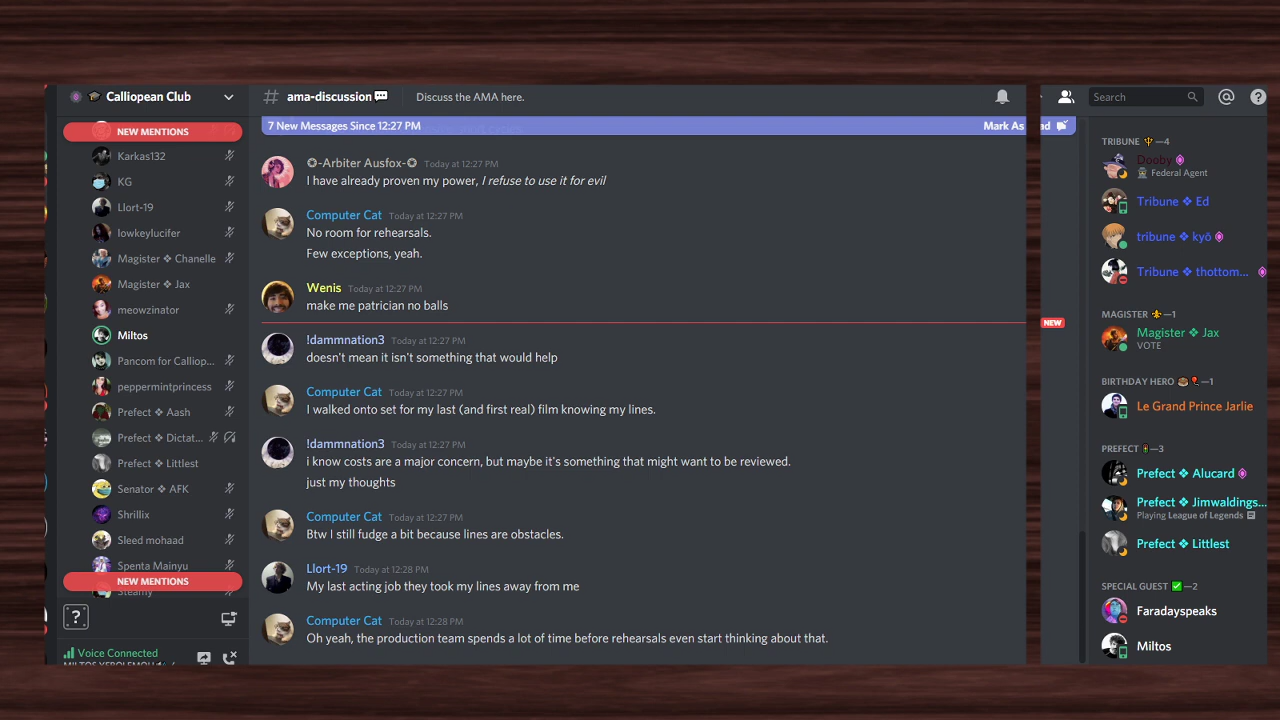 Calliopean Club
NEW MENTIONS
Karkas132
KG
Llort-19
lowkeylucifer
Magister ❖ Chanelle
Magister ❖ Jax
meowzinator
Miltos
Pancom for Calliop...
peppermintprincess
Prefect ❖ Aash
Prefect ❖ Dictat...
Prefect ❖ Littlest
Senator ❖ AFK
Shrillix
Sleed mohaad
Spenta Mainyu
NEW MENTIONS
Steamy
?
Voice Connected
# ama-discussion💬
Discuss the AMA here.
7 New Messages Since 12:27 PM
Mark As
❂-Arbiter Ausfox-❂ Today at 12:27 PM
I have already proven my power, I refuse to use it for evil
Computer Cat Today at 12:27 PM
No room for rehearsals.
Few exceptions, yeah.
Wenis Today at 12:27 PM
make me patrician no balls
!dammnation3 Today at 12:27 PM
doesn't mean it isn't something that would help
Computer Cat Today at 12:27 PM
I walked onto set for my last (and first real) film knowing my lines.
!dammnation3 Today at 12:27 PM
i know costs are a major concern, but maybe it's something that might want to be reviewed.
just my thoughts
Computer Cat Today at 12:27 PM
Btw I still fudge a bit because lines are obstacles.
Llort-19 Today at 12:28 PM
My last acting job they took my lines away from me
Computer Cat Today at 12:28 PM
Oh yeah, the production team spends a lot of time before rehearsals even start thinking about that.
Search
@
?
ad
NEW
TRIBUNE 🔱—4
Dooby
Federal Agent
Tribune ❖ Ed
tribune ❖ kyō
Tribune ❖ thottom...
MAGISTER ⚜—1
Magister ❖ Jax
VOTE
BIRTHDAY HERO 🎂🎈—1
Le Grand Prince Jarlie
PREFECT 🚦—3
Prefect ❖ Alucard
Prefect ❖ Jimwaldings...
Playing League of Legends
Prefect ❖ Littlest
SPECIAL GUEST ✅—2
Faradayspeaks
Miltos